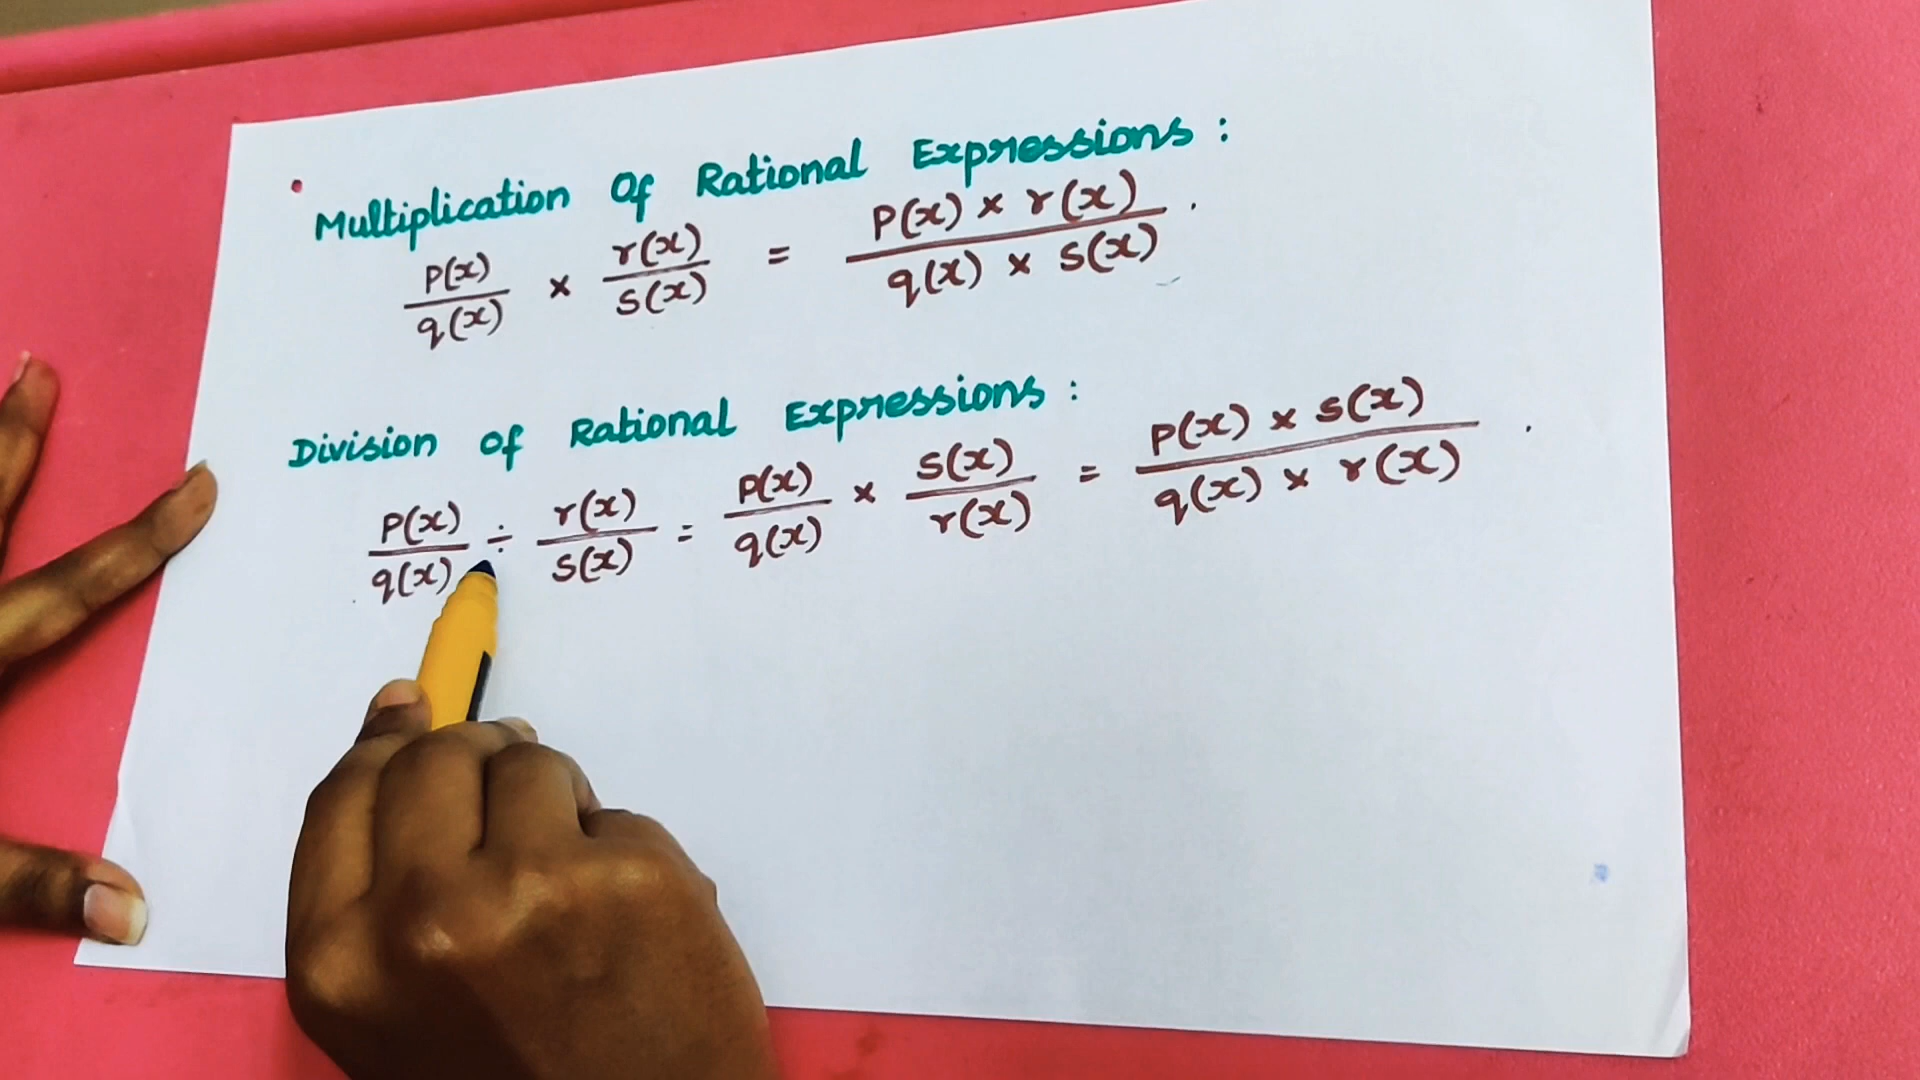 Multiplication Of Rational Expressions :
P(x)/q(x) × r(x)/s(x) = P(x) × r(x)/q(x) × s(x) .
Division of Rational Expressions :
P(x)/q(x) ÷ r(x)/s(x) = P(x)/q(x) × s(x)/r(x) = P(x) × s(x)/q(x) × r(x) .